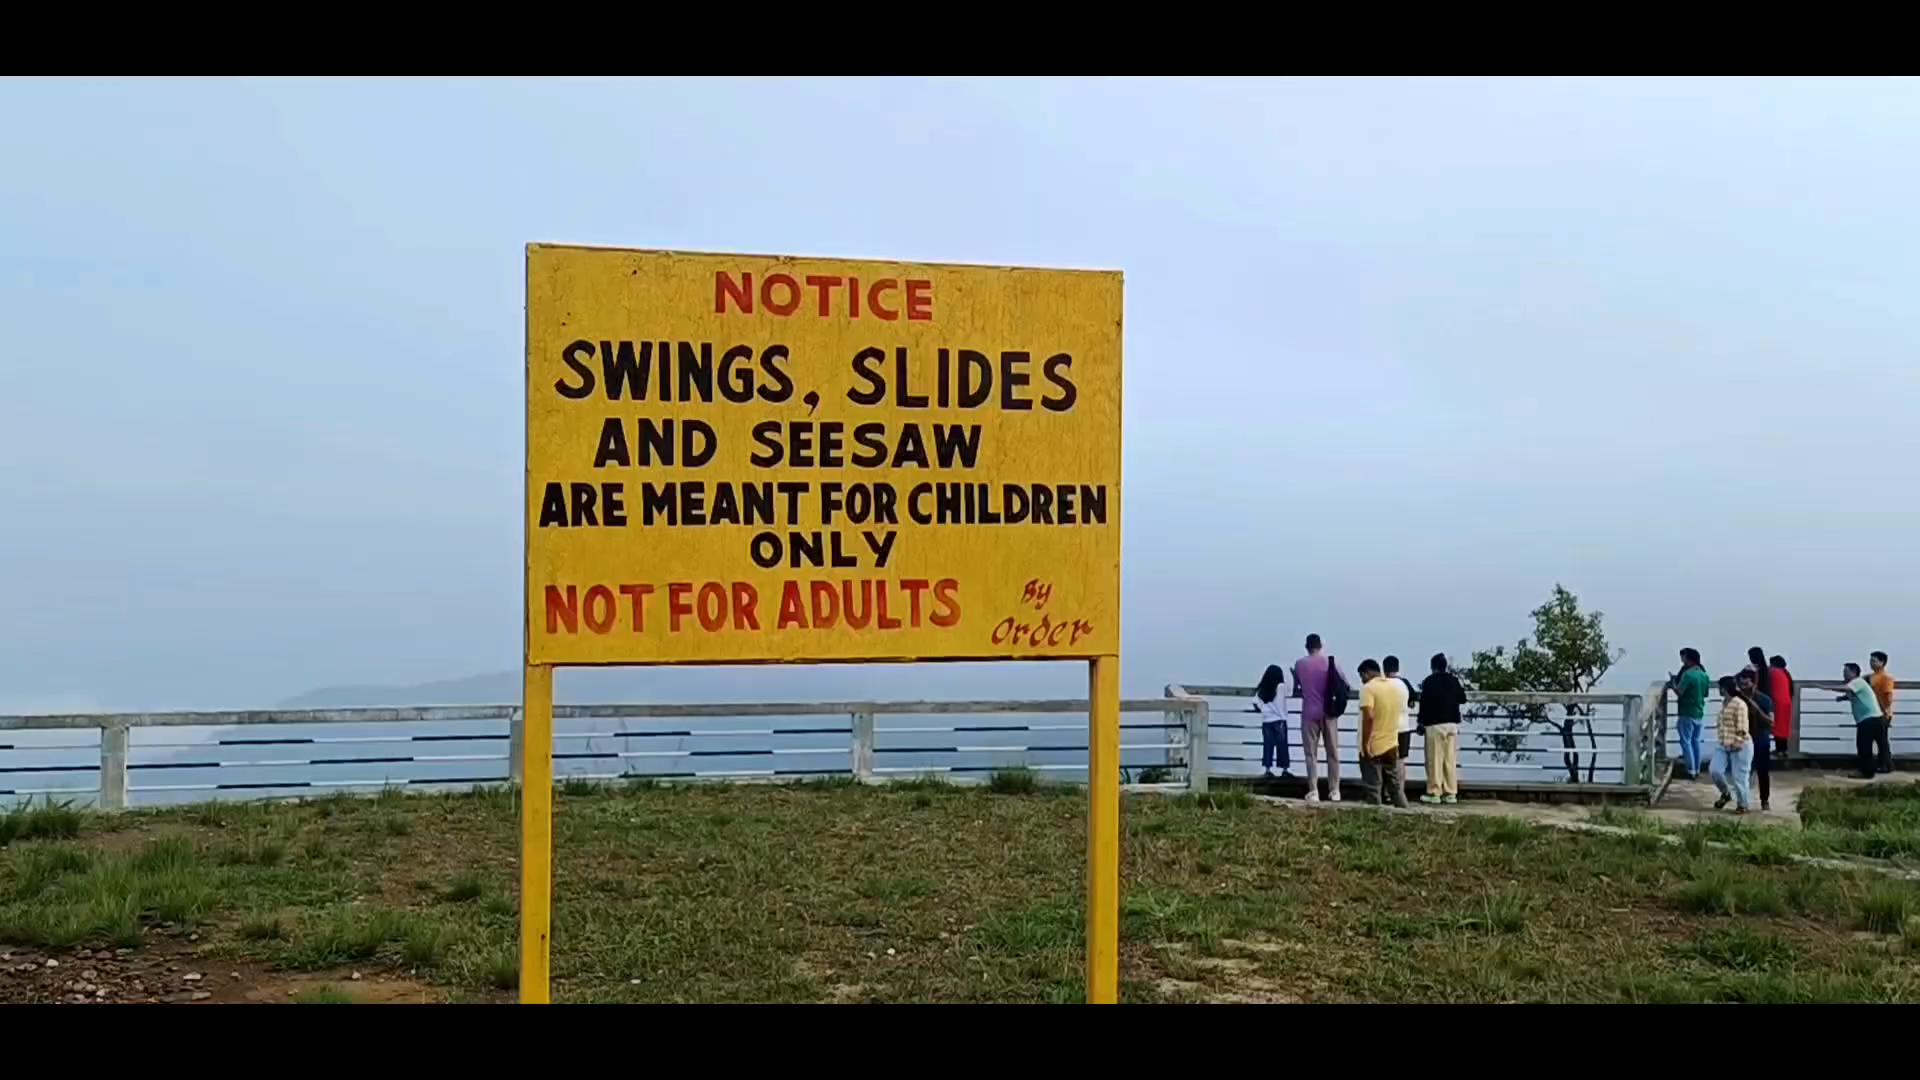 NOTICE
SWINGS, SLIDES
AND SEESAW
ARE MEANT FOR CHILDREN
ONLY
NOT FOR ADULTS
By
Order